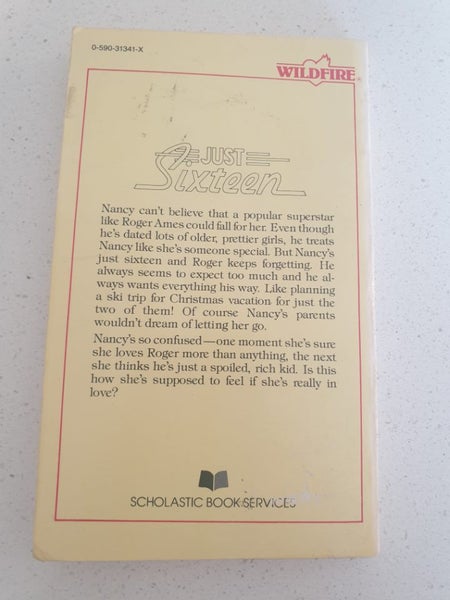 0-590-31341-X
WILDFIRE®
JUST
Sixteen
Nancy can't believe that a popular superstar
like Roger Ames could fall for her. Even though
he's dated lots of older, prettier girls, he treats
Nancy like she's someone special. But Nancy's
just sixteen and Roger keeps forgetting. He
always seems to expect too much and he al-
ways wants everything his way. Like planning
a ski trip for Christmas vacation for just the
two of them! Of course Nancy's parents
wouldn't dream of letting her go.
Nancy's so confused—one moment she's sure
she loves Roger more than anything, the next
she thinks he's just a spoiled, rich kid. Is this
how she's supposed to feel if she's really in
love?
SCHOLASTIC BOOK SERVICES